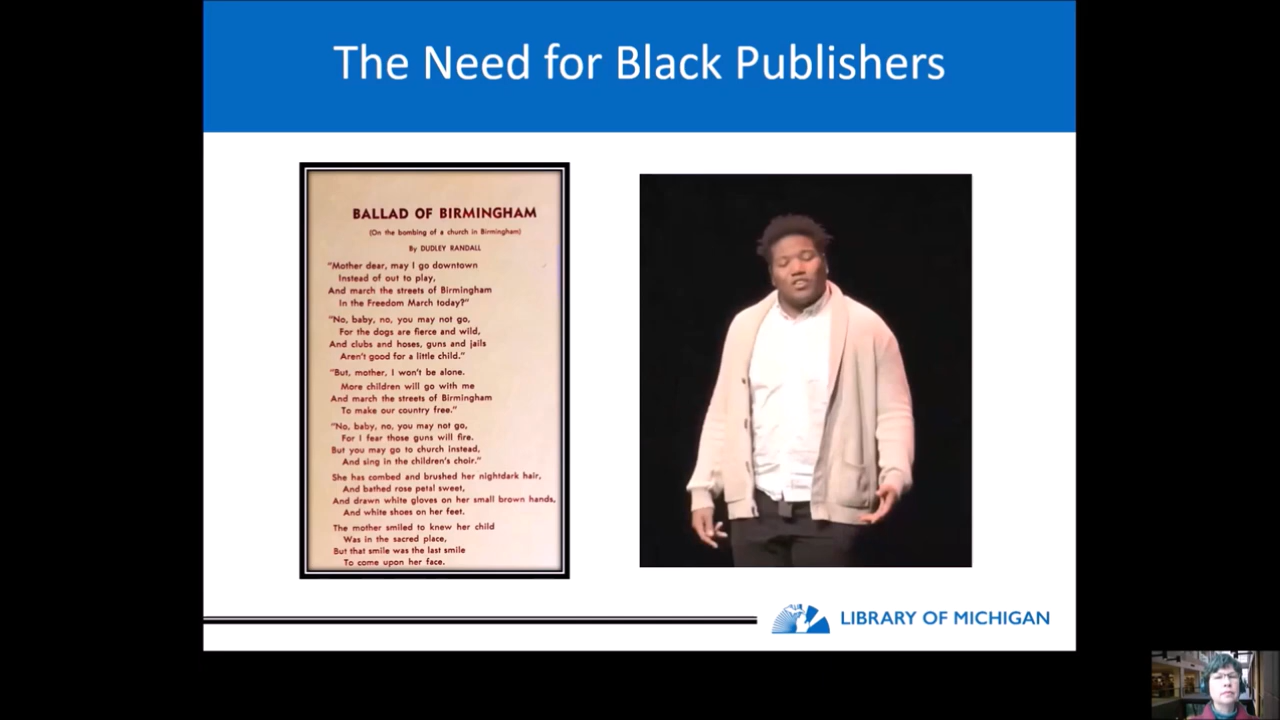 The Need for Black Publishers
BALLAD OF BIRMINGHAM
(On the bombing of a church in Birmingham)
By DUDLEY RANDALL
"Mother dear, may I go downtown
Instead of out to play,
And march the streets of Birmingham
In the Freedom March today?"
"No, baby, no, you may not go,
For the dogs are fierce and wild,
And clubs and hoses, guns and jails
Aren't good for a little child."
"But, mother, I won't be alone.
More children will go with me
And march the streets of Birmingham
To make our country free."
"No, baby, no, you may not go,
For I fear those guns will fire.
But you may go to church instead,
And sing in the children's choir."
She has combed and brushed her nightdark hair,
And bathed rose petal sweet,
And drawn white gloves on her small brown hands,
And white shoes on her feet.
The mother smiled to knew her child
Was in the sacred place,
But that smile was the last smile
To come upon her face.
LIBRARY OF MICHIGAN